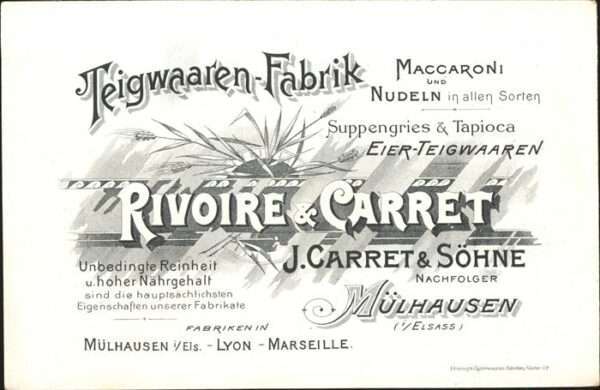 Teigwaaren-Fabrik
MACCARONI
UND
NUDELN in allen Sorten
Suppengries & Tapioca
EIER-TEIGWAAREN
RIVOIRE & CARRET
J. CARRET & SÖHNE
NACHFOLGER
MÜLHAUSEN
(i/ELSASS)
Unbedingte Reinheit
u. hoher Nährgehalt
sind die hauptsächlichsten
Eigenschaften unserer Fabrikate
FABRIKEN IN
MÜLHAUSEN i/Els. - LYON - MARSEILLE.